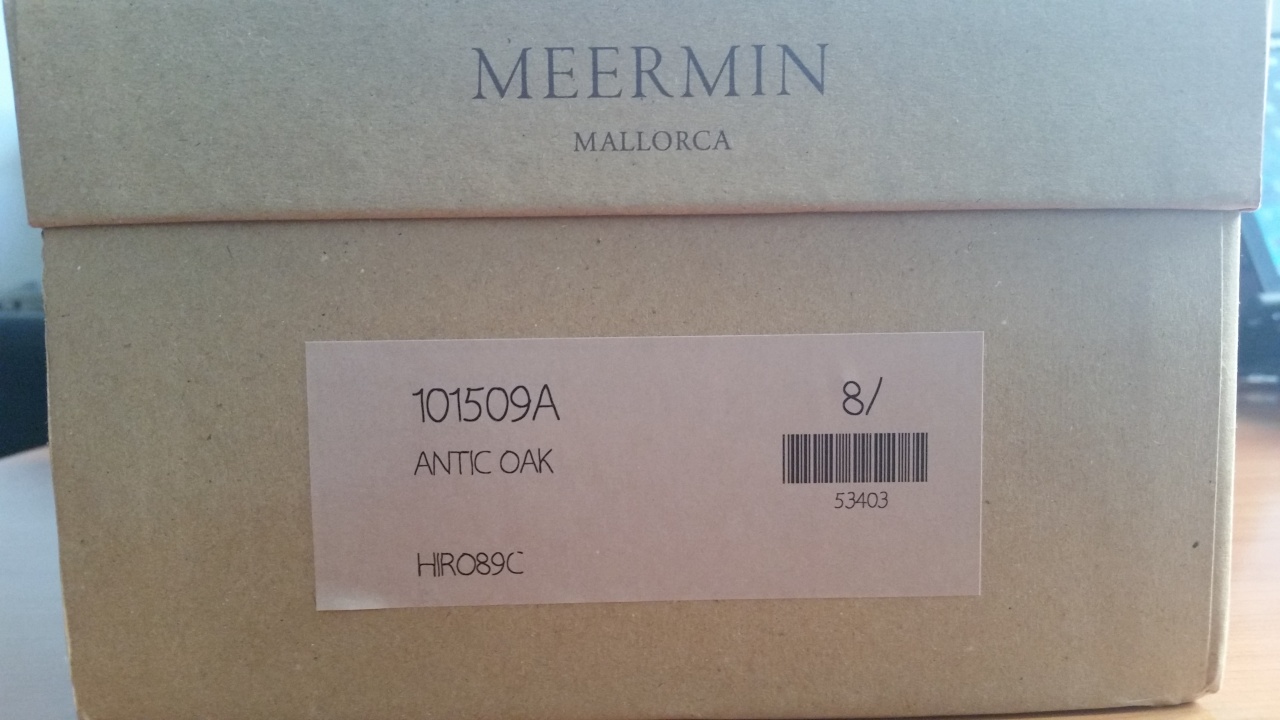 MEERMIN
MALLORCA
101509A
8/
ANTIC OAK
53403
HIRO89C